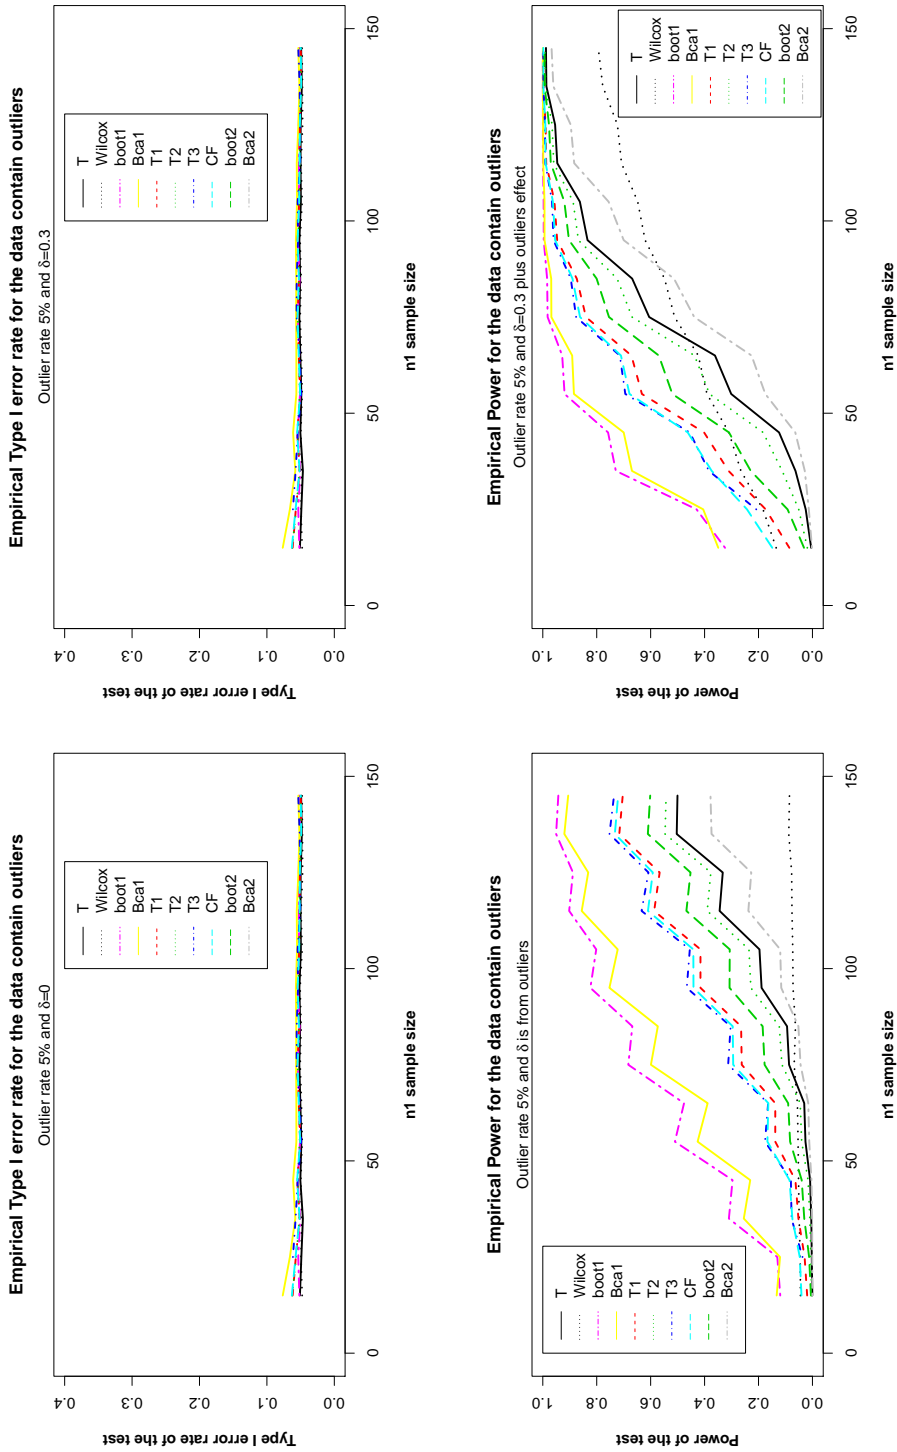 Empirical Type I error rate for the data contain outliers
Outlier rate 5% and δ=0
T
Wilcox
boot1
Bca1
T1
T2
T3
CF
boot2
Bca2
Type I error rate of the test
0.4
0.3
0.2
0.1
0.0
0
50
100
150
n1 sample size
Empirical Type I error rate for the data contain outliers
Outlier rate 5% and δ=0.3
T
Wilcox
boot1
Bca1
T1
T2
T3
CF
boot2
Bca2
Type I error rate of the test
0.4
0.3
0.2
0.1
0.0
0
50
100
150
n1 sample size
Empirical Power for the data contain outliers
Outlier rate 5% and δ is from outliers
T
Wilcox
boot1
Bca1
T1
T2
T3
CF
boot2
Bca2
Power of the test
1.0
0.8
0.6
0.4
0.2
0.0
0
50
100
150
n1 sample size
Empirical Power for the data contain outliers
Outlier rate 5% and δ=0.3 plus outliers effect
T
Wilcox
boot1
Bca1
T1
T2
T3
CF
boot2
Bca2
Power of the test
1.0
0.8
0.6
0.4
0.2
0.0
0
50
100
150
n1 sample size